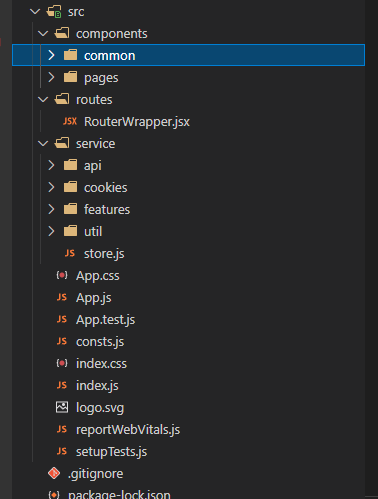 src
components
common
pages
routes
JSX RouterWrapper.jsx
service
api
cookies
features
util
JS store.js
App.css
JS App.js
JS App.test.js
JS consts.js
index.css
JS index.js
logo.svg
JS reportWebVitals.js
JS setupTests.js
.gitignore
package-lock.json